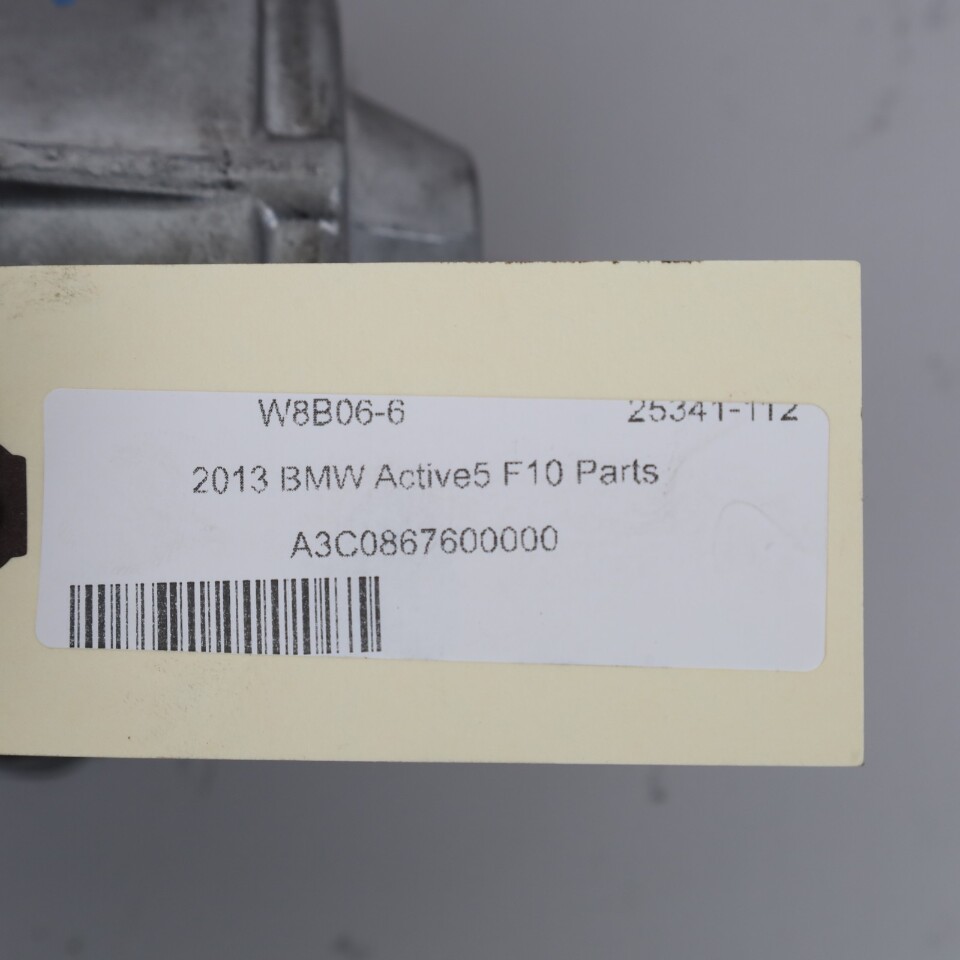 W8B06-6 25341-112
2013 BMW Active5 F10 Parts
A3C0867600000